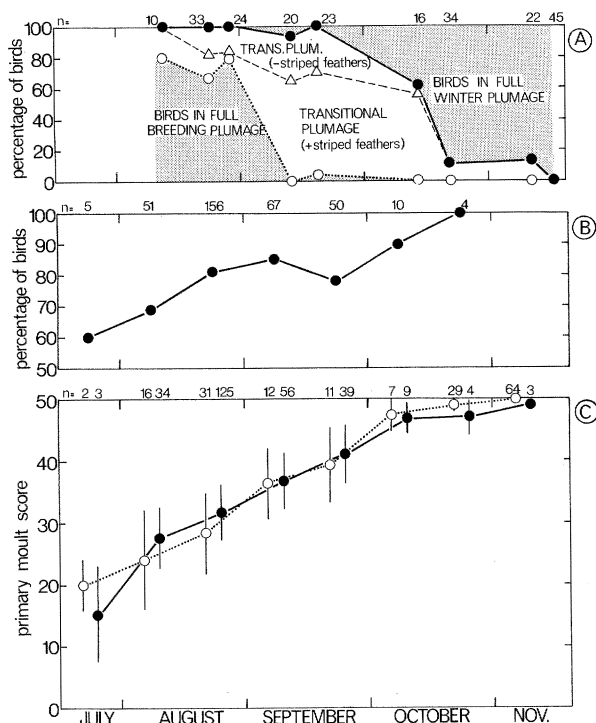 n= 10 33 24 20 23 16 34 22 45
A
100
80
60
40
20
0
percentage of birds
TRANS.PLUM.
(-striped feathers)
BIRDS IN FULL
WINTER PLUMAGE
BIRDS IN FULL
BREEDING PLUMAGE
TRANSITIONAL
PLUMAGE
(+striped feathers)
n= 5 51 156 67 50 10 4
B
100
90
80
70
60
50
percentage of birds
n= 2 3 16 34 31 125 12 56 11 39 7 9 29 4 64 3
C
50
40
30
20
10
0
primary moult score
JULY AUGUST SEPTEMBER OCTOBER NOV.